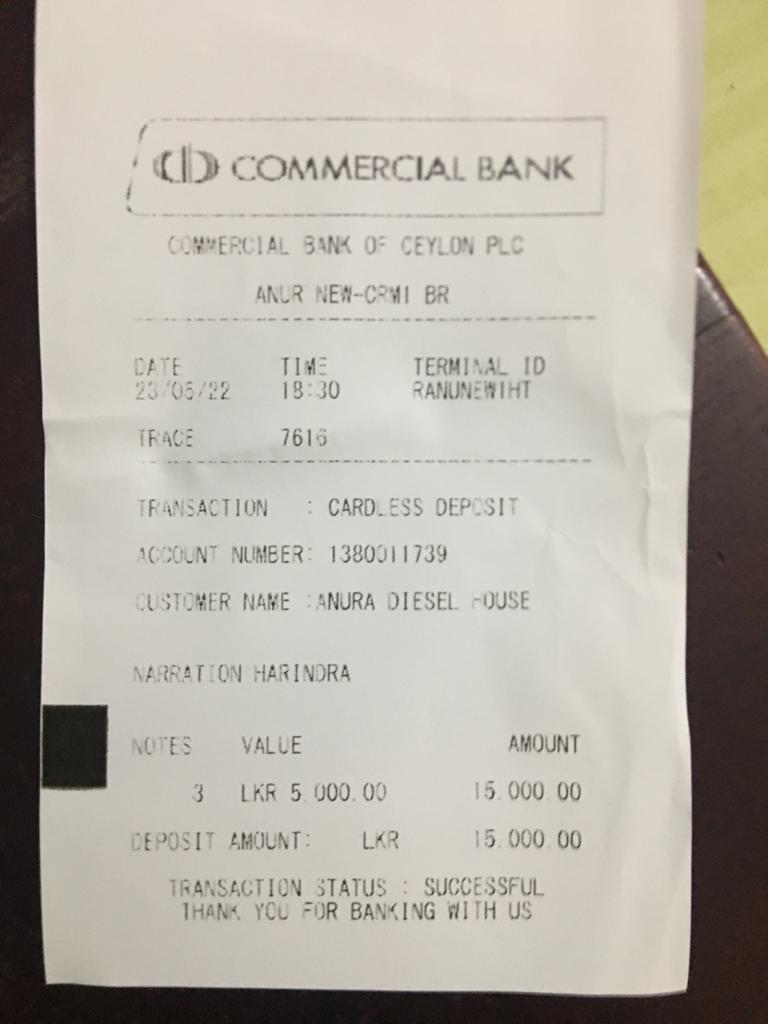 COMMERCIAL BANK
COMMERCIAL BANK OF CEYLON PLC
ANUR NEW-CRM1 BR
DATE TIME TERMINAL ID
23/05/22 18:30 RANUNEW1HT
TRACE 7616
TRANSACTION : CARDLESS DEPOSIT
ACCOUNT NUMBER: 1380011739
CUSTOMER NAME :ANURA DIESEL HOUSE
NARRATION HARINDRA
NOTES VALUE AMOUNT
3 LKR 5,000.00 15,000.00
DEPOSIT AMOUNT: LKR 15,000.00
TRANSACTION STATUS : SUCCESSFUL
THANK YOU FOR BANKING WITH US